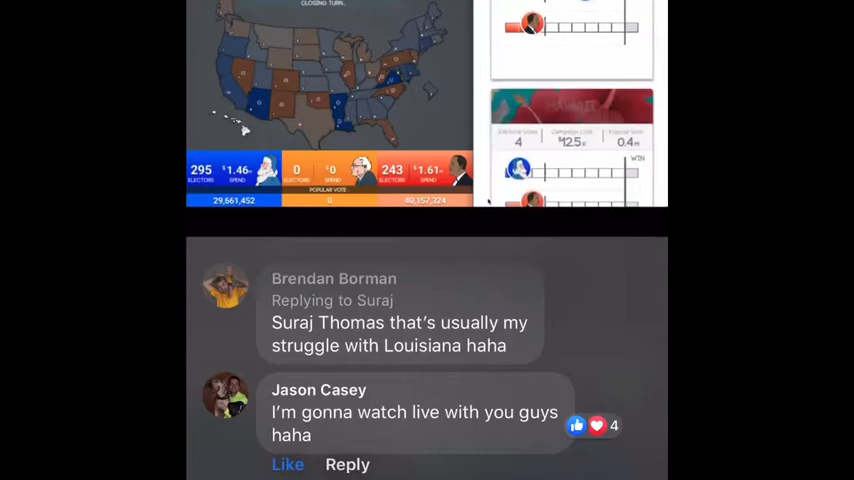 CLOSING TURN..
HAWAII
Electoral Votes Campaign Cost Popular Vote
4 $12.5K 0.4M
WIN
295 $1.46M 0 $0 243 $1.61M
ELECTORS SPEND ELECTORS SPEND ELECTORS SPEND
POPULAR VOTE
29,661,452 0 40,157,324
Brendan Borman
Replying to Suraj
Suraj Thomas that's usually my
struggle with Louisiana haha
Jason Casey
I'm gonna watch live with you guys
haha
4
Like Reply